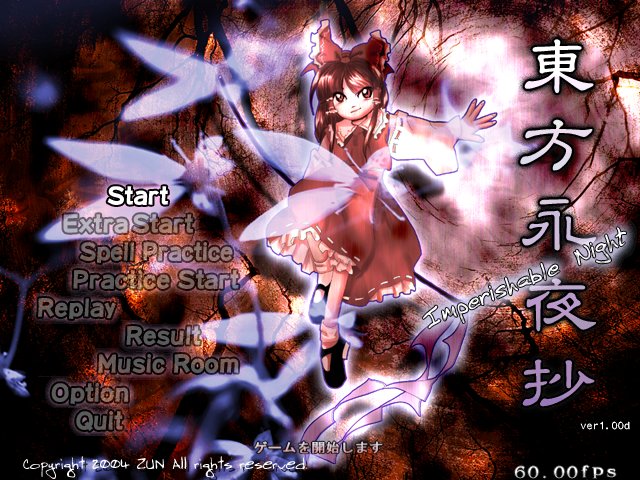 東方永夜抄
Imperishable Night
Start
Extra Start
Spell Practice
Practice Start
Replay
Result
Music Room
Option
Quit
ver1.00d
ゲームを開始します
Copyright 2004 ZUN All rights reserved.
60.00fps